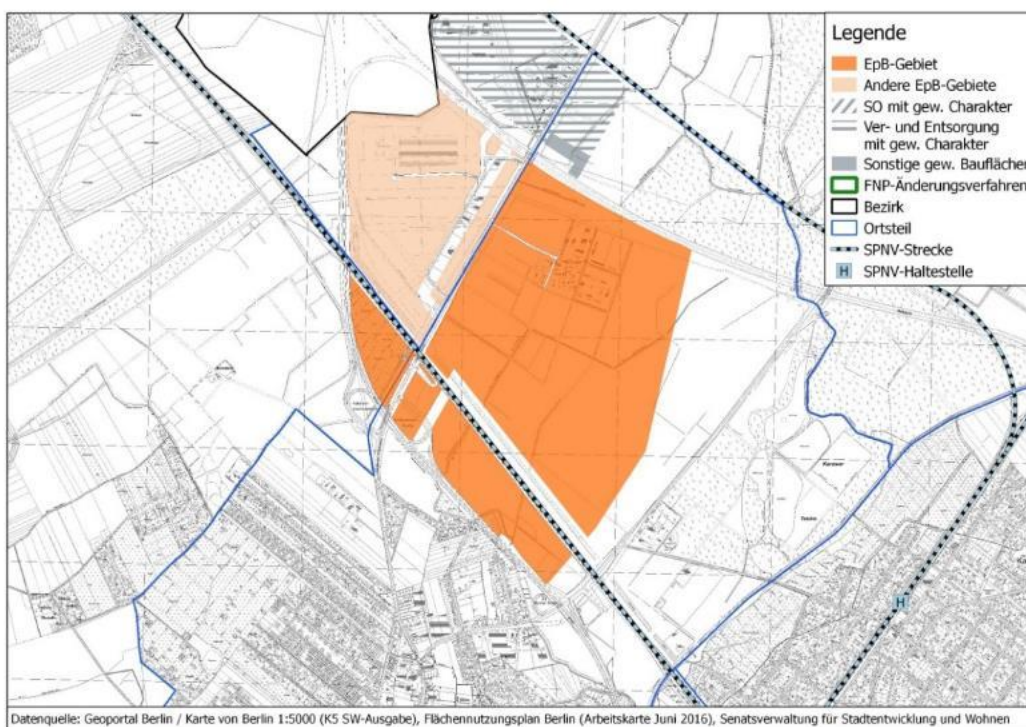 Legende
EpB-Gebiet
Andere EpB-Gebiete
SO mit gew. Charakter
Ver- und Entsorgung
mit gew. Charakter
Sonstige gew. Bauflächen
FNP-Änderungsverfahren
Bezirk
Ortsteil
SPNV-Strecke
H SPNV-Haltestelle
Karower
Teiche
H
Datenquelle: Geoportal Berlin / Karte von Berlin 1:5000 (K5 SW-Ausgabe), Flächennutzungsplan Berlin (Arbeitskarte Juni 2016), Senatsverwaltung für Stadtentwicklung und Wohnen